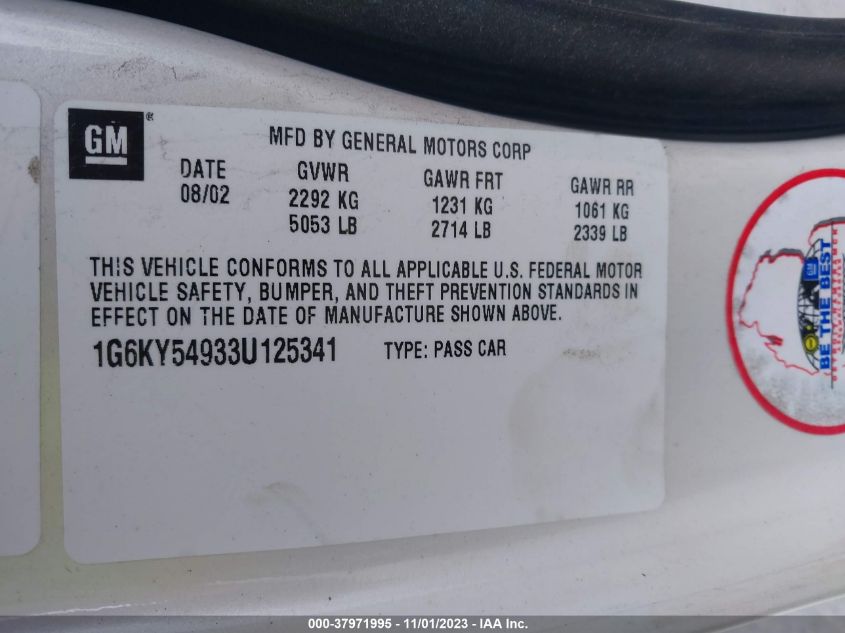 GM ®
MFD BY GENERAL MOTORS CORP
DATE GVWR GAWR FRT GAWR RR
08/02 2292 KG 1231 KG 1061 KG
5053 LB 2714 LB 2339 LB
THIS VEHICLE CONFORMS TO ALL APPLICABLE U.S. FEDERAL MOTOR
VEHICLE SAFETY, BUMPER, AND THEFT PREVENTION STANDARDS IN
EFFECT ON THE DATE OF MANUFACTURE SHOWN ABOVE.
1G6KY54933U125341 TYPE: PASS CAR
BE THE BEST
GM
000-37971995 - 11/01/2023 - IAA Inc.